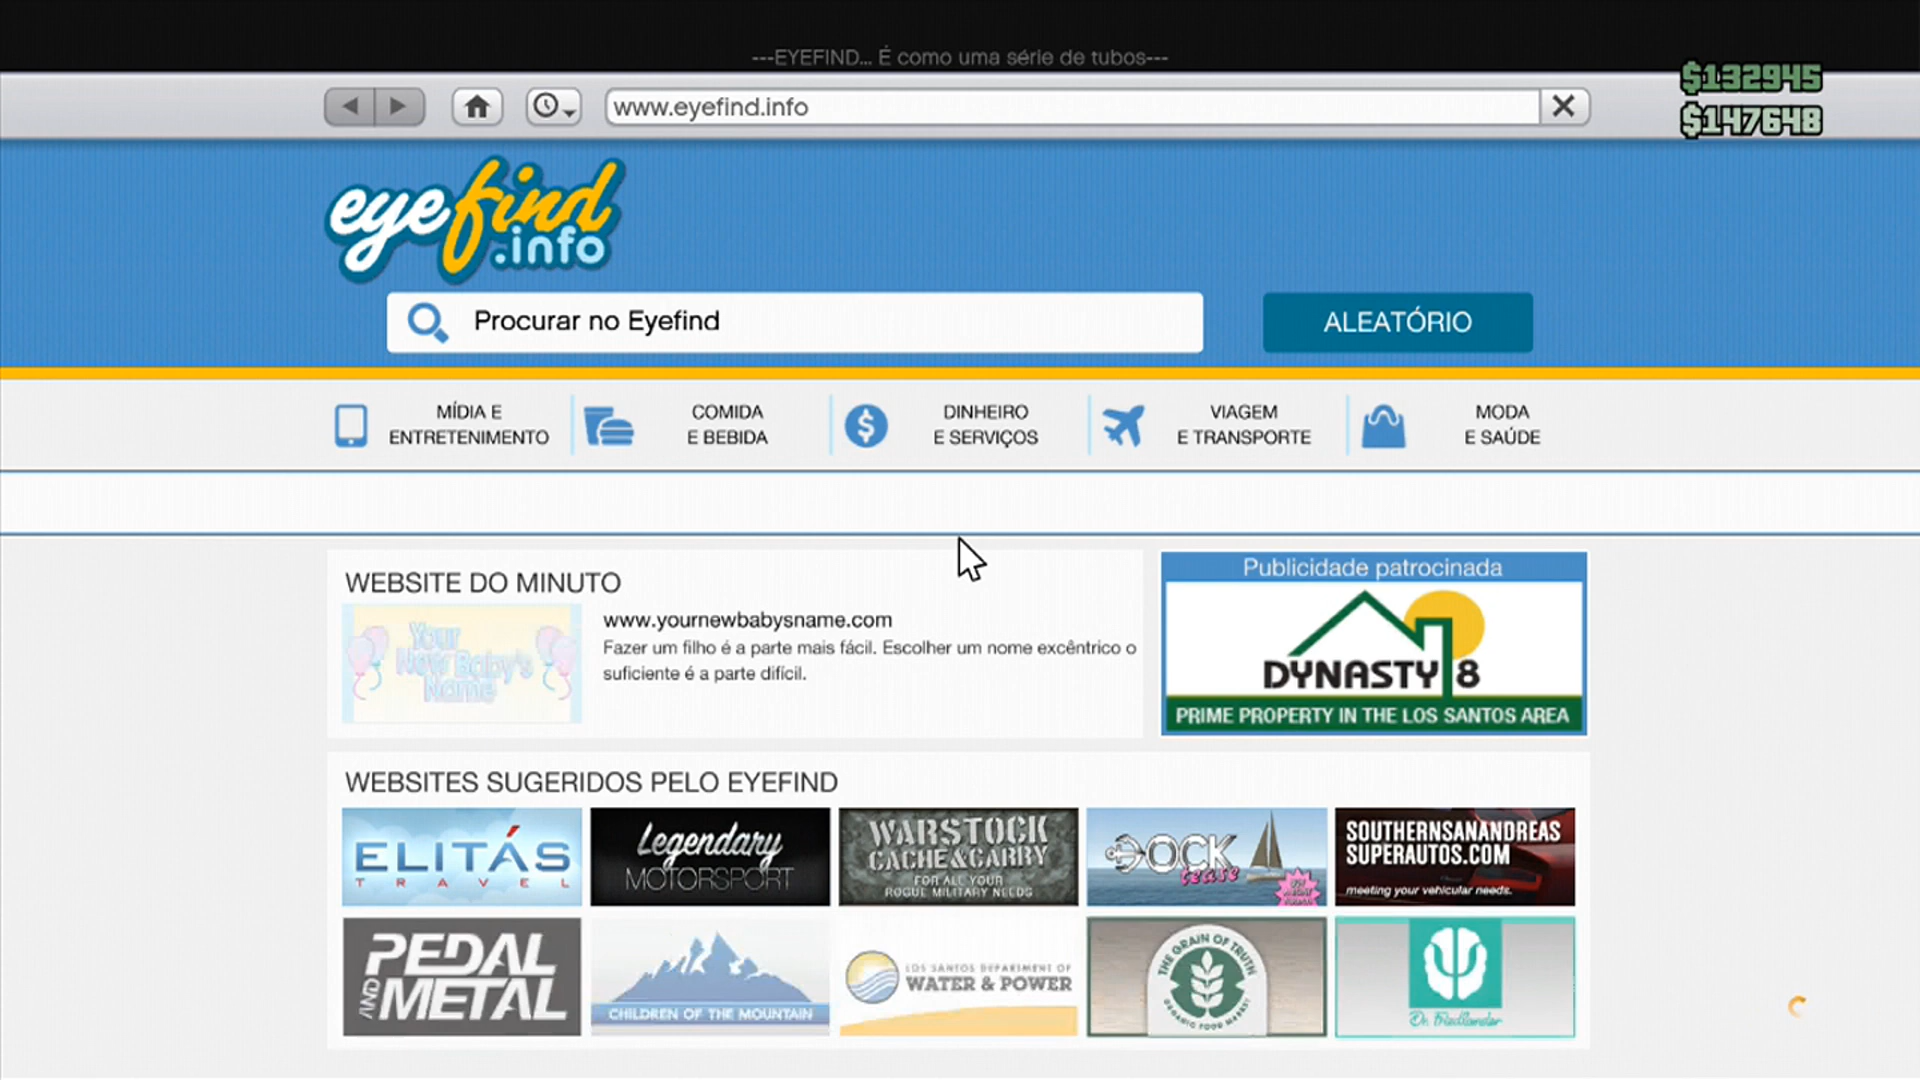 ---EYEFIND... É como uma série de tubos---
$132945
www.eyefind.info
$147648
eyefind
.info
Procurar no Eyefind
ALEATÓRIO
MÍDIA E
ENTRETENIMENTO
COMIDA
E BEBIDA
DINHEIRO
E SERVIÇOS
VIAGEM
E TRANSPORTE
MODA
E SAÚDE
WEBSITE DO MINUTO
Your
New Baby's
Name
www.yournewbabysname.com
Fazer um filho é a parte mais fácil. Escolher um nome excêntrico o
suficiente é a parte difícil.
Publicidade patrocinada
DYNASTY 8
PRIME PROPERTY IN THE LOS SANTOS AREA
WEBSITES SUGERIDOS PELO EYEFIND
ELITÁS
TRAVEL
Legendary
MOTORSPORT
WARSTOCK
CACHE&CARRY
FOR ALL YOUR
ROGUE MILITARY NEEDS
DOCK
tease
SOUTHERNSANANDREAS
SUPERAUTOS.COM
meeting your vehicular needs.
PEDAL
AND METAL
CHILDREN OF THE MOUNTAIN
LOS SANTOS DEPARTMENT OF
WATER & POWER
THE GRAIN OF TRUTH
ORGANIC FOOD MARKET
Dr. Friedlander